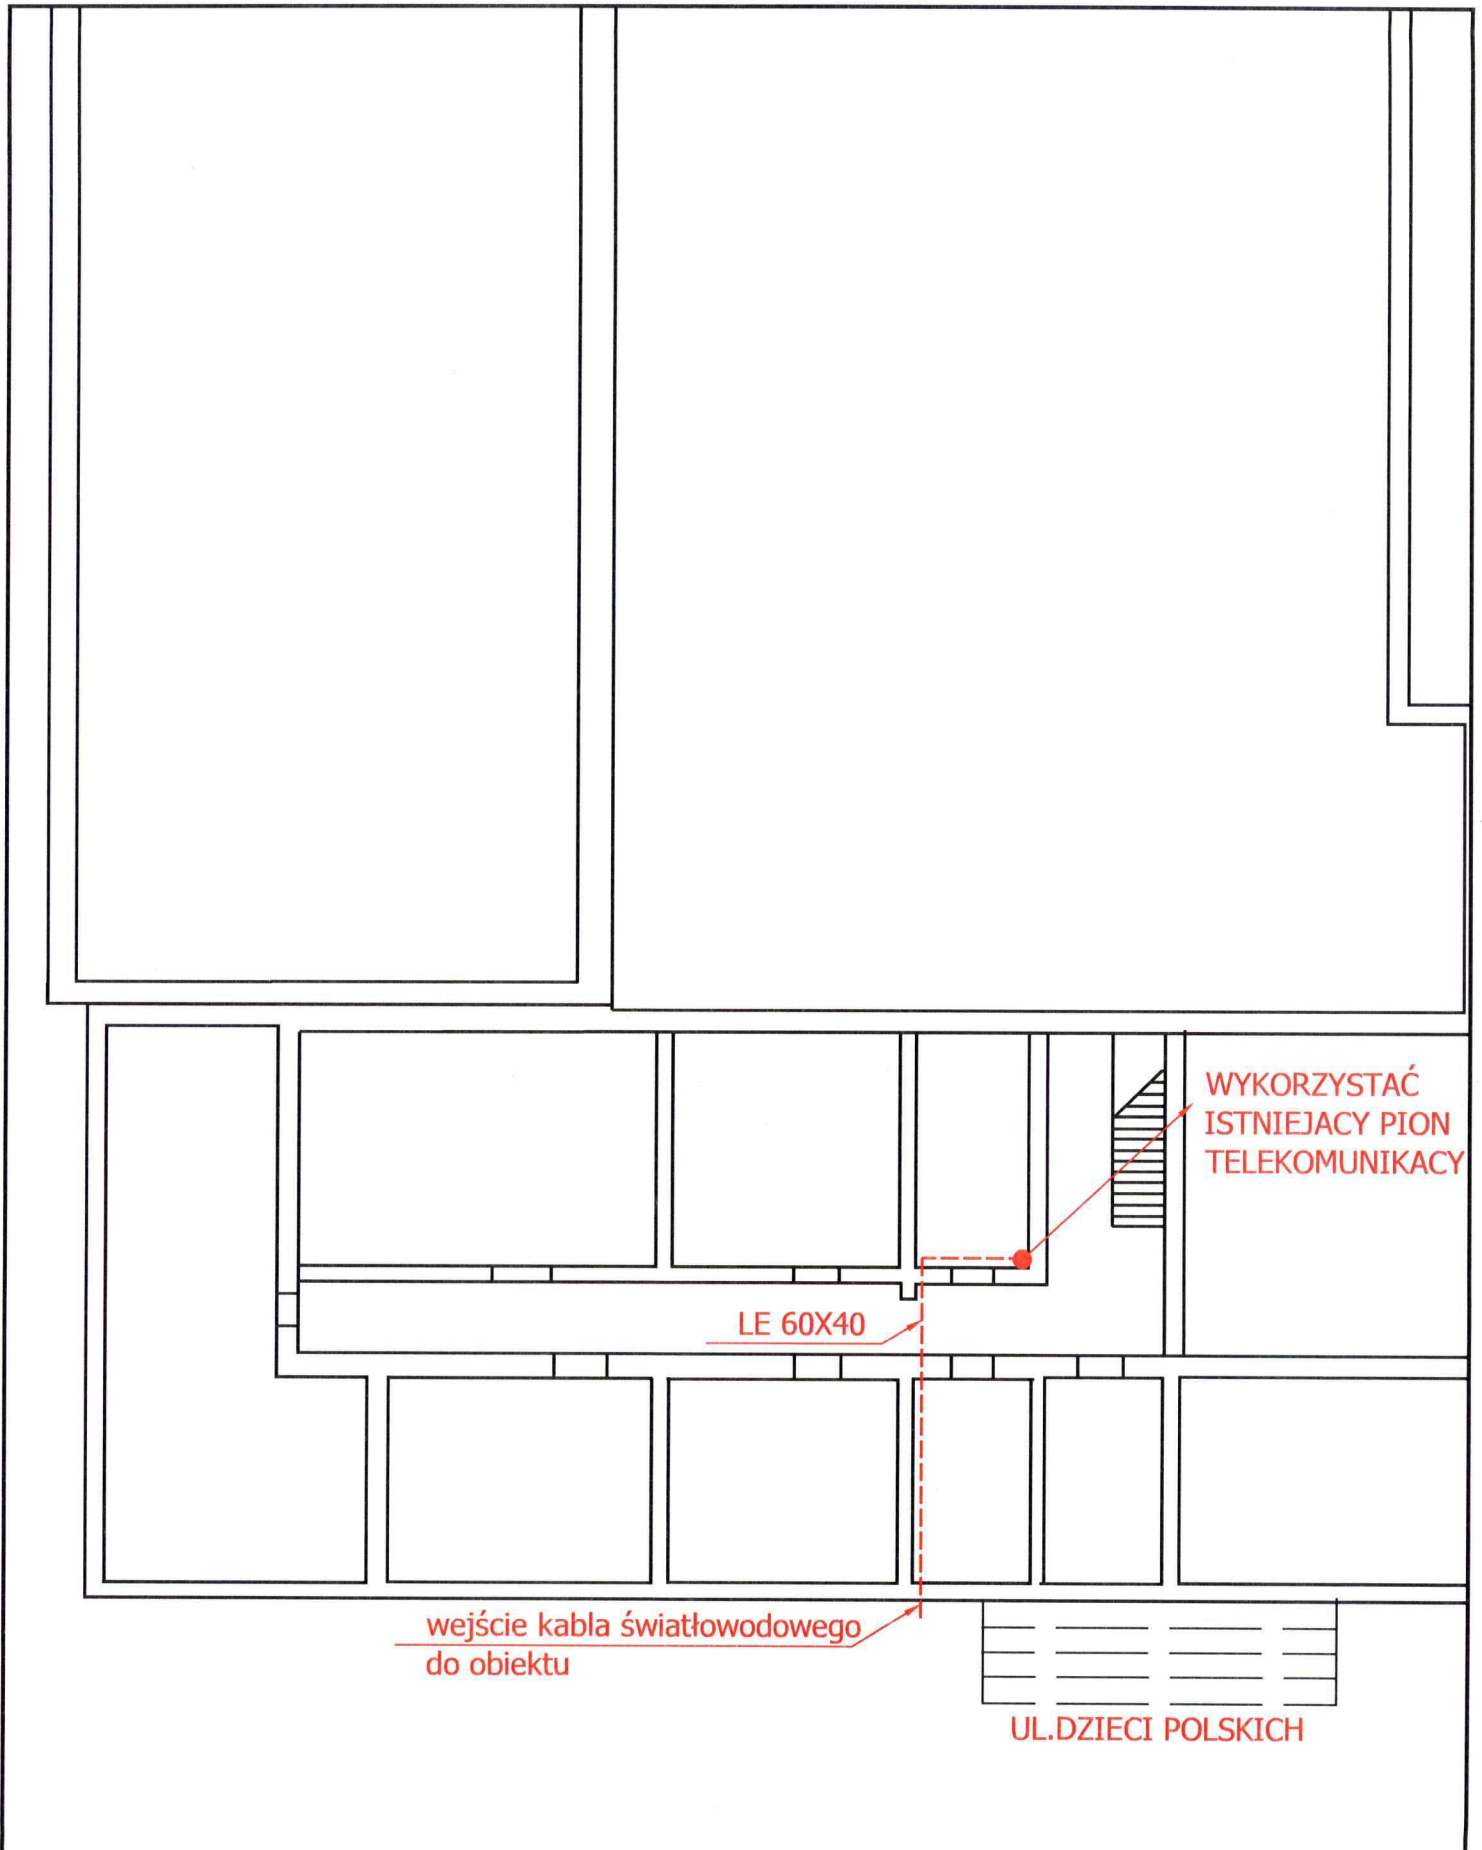 WYKORZYSTAĆ
ISTNIEJACY PION
TELEKOMUNIKACY
LE 60X40
wejście kabla światłowodowego
do obiektu
UL.DZIECI POLSKICH